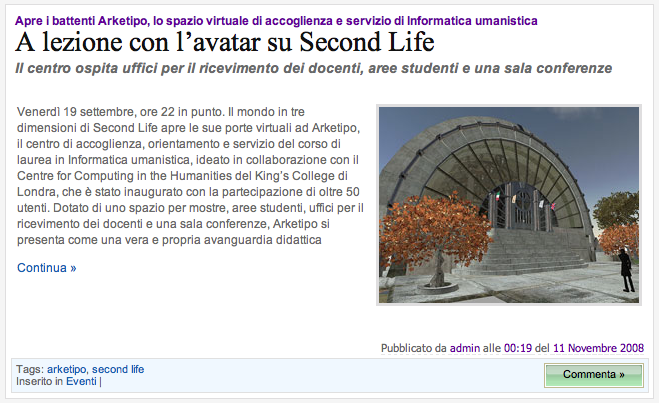 Apre i battenti Arketipo, lo spazio virtuale di accoglienza e servizio di Informatica umanistica
A lezione con l’avatar su Second Life
Il centro ospita uffici per il ricevimento dei docenti, aree studenti e una sala conferenze
Venerdì 19 settembre, ore 22 in punto. Il mondo in tre
dimensioni di Second Life apre le sue porte virtuali ad Arketipo,
il centro di accoglienza, orientamento e servizio del corso di
laurea in Informatica umanistica, ideato in collaborazione con il
Centre for Computing in the Humanities del King’s College di
Londra, che è stato inaugurato con la partecipazione di oltre 50
utenti. Dotato di uno spazio per mostre, aree studenti, uffici per il
ricevimento dei docenti e una sala conferenze, Arketipo si
presenta come una vera e propria avanguardia didattica
Continua »
Pubblicato da admin alle 00:19 del 11 Novembre 2008
Tags: arketipo, second life
Inserito in Eventi |
Commenta »